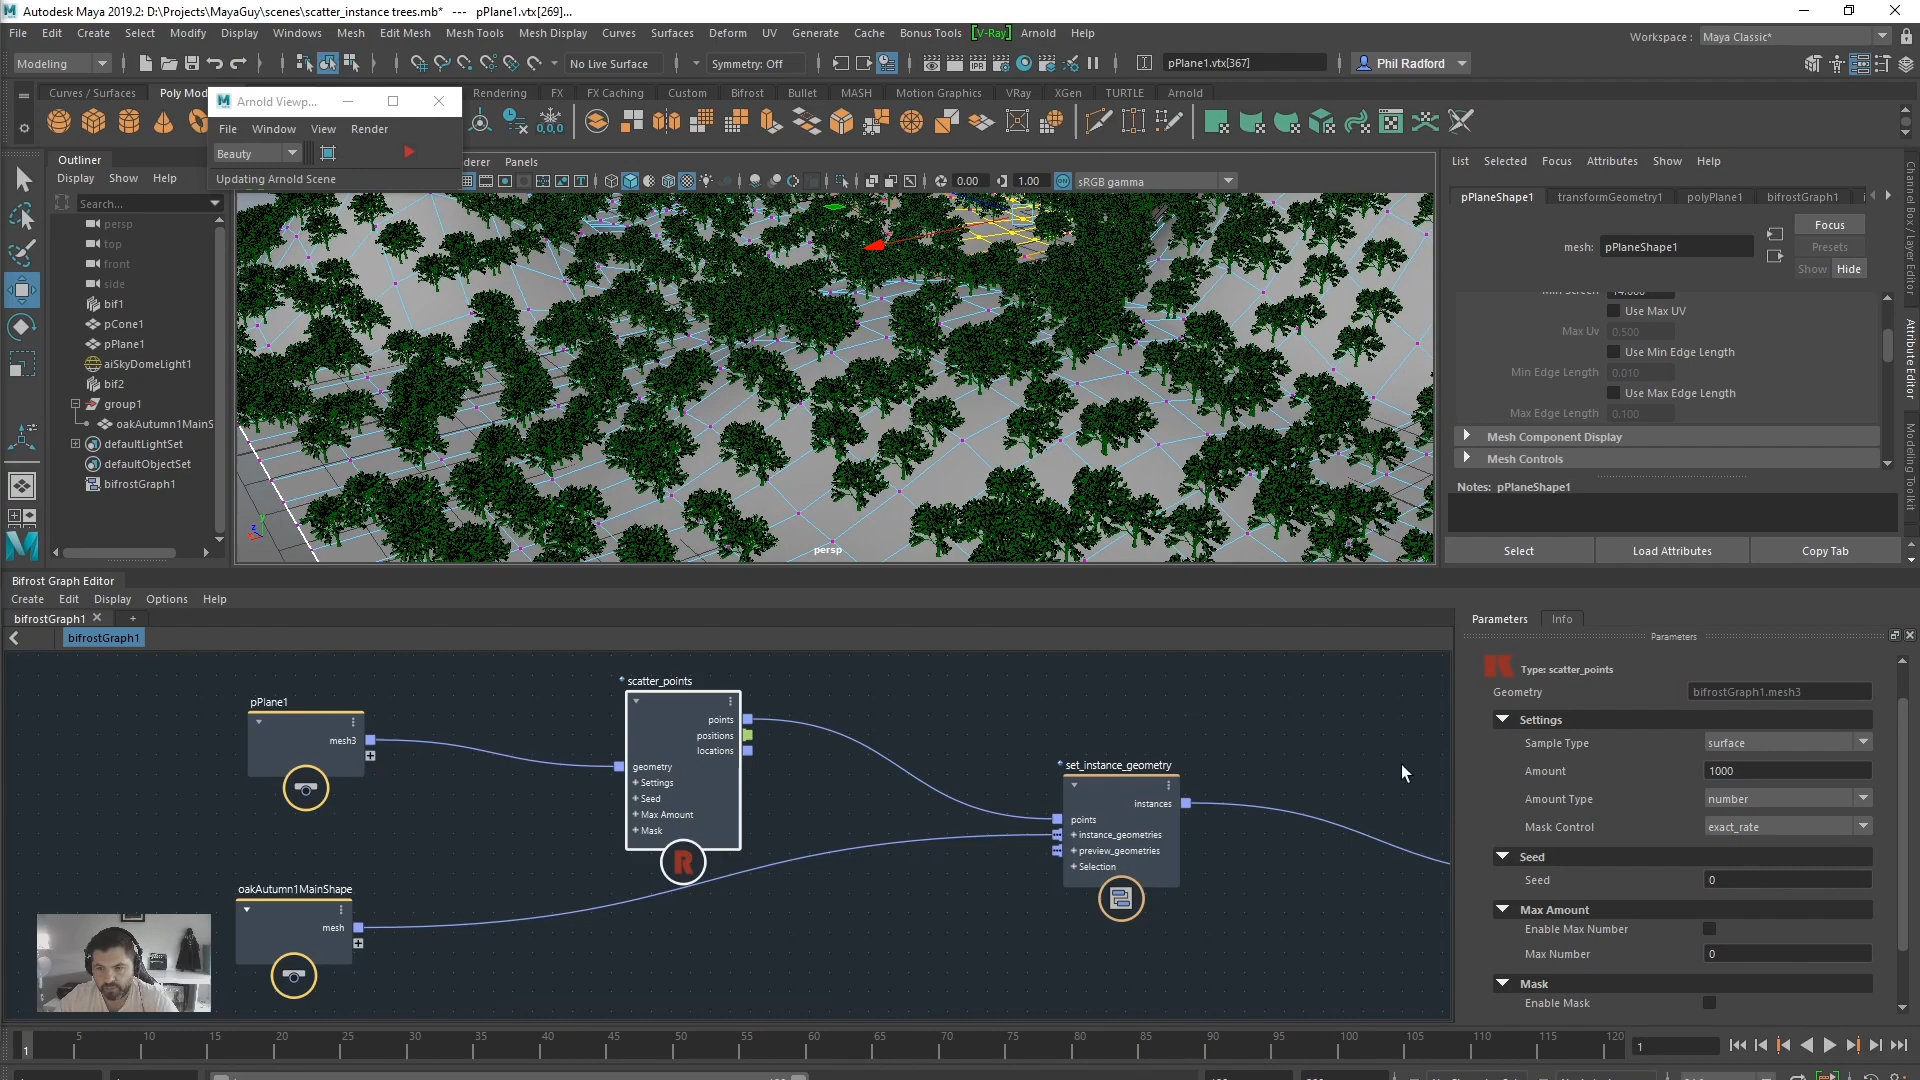 Autodesk Maya 2019.2: D:\Projects\MayaGuy\scenes\scatter_instance trees.mb*   ---   pPlane1.vtx[269]...
File Edit Create Select Modify Display Windows Mesh Edit Mesh Mesh Tools Mesh Display Curves Surfaces Deform UV Generate Cache Bonus Tools [V-Ray] Arnold Help
Workspace : Maya Classic*
Modeling No Live Surface Symmetry: Off pPlane1.vtx[367] Phil Radford
Curves / Surfaces Poly Mod Rendering FX FX Caching Custom Bifrost Bullet MASH Motion Graphics VRay XGen TURTLE Arnold
Arnold Viewp...
File Window View Render
Beauty
Updating Arnold Scene
Outliner
Display Show Help
Search...
persp
top
front
side
bif1
pCone1
pPlane1
aiSkyDomeLight1
bif2
group1
oakAutumn1MainS
defaultLightSet
defaultObjectSet
bifrostGraph1
derer Panels
0.00 1.00 sRGB gamma
persp
List Selected Focus Attributes Show Help
pPlaneShape1 transformGeometry1 polyPlane1 bifrostGraph1
mesh: pPlaneShape1
Focus
Presets
Show Hide
Use Max UV
Max Uv 0.500
Use Min Edge Length
Min Edge Length 0.010
Use Max Edge Length
Max Edge Length 0.100
Mesh Component Display
Mesh Controls
Notes: pPlaneShape1
Select Load Attributes Copy Tab
Channel Box / Layer Editor
Attribute Editor
Modeling Toolkit
Bifrost Graph Editor
Create Edit Display Options Help
bifrostGraph1 +
bifrostGraph1
pPlane1
mesh3
scatter_points
points
positions
locations
geometry
Settings
Seed
Max Amount
Mask
R
set_instance_geometry
instances
points
instance_geometries
preview_geometries
Selection
oakAutumn1MainShape
mesh
Parameters Info
Parameters
Type: scatter_points
Geometry bifrostGraph1.mesh3
Settings
Sample Type surface
Amount 1000
Amount Type number
Mask Control exact_rate
Seed
Seed 0
Max Amount
Enable Max Number
Max Number 0
Mask
Enable Mask
5 10 15 20 25 30 35 40 45 50 55 60 65 70 75 80 85 90 95 100 105 110 115 120
1
1